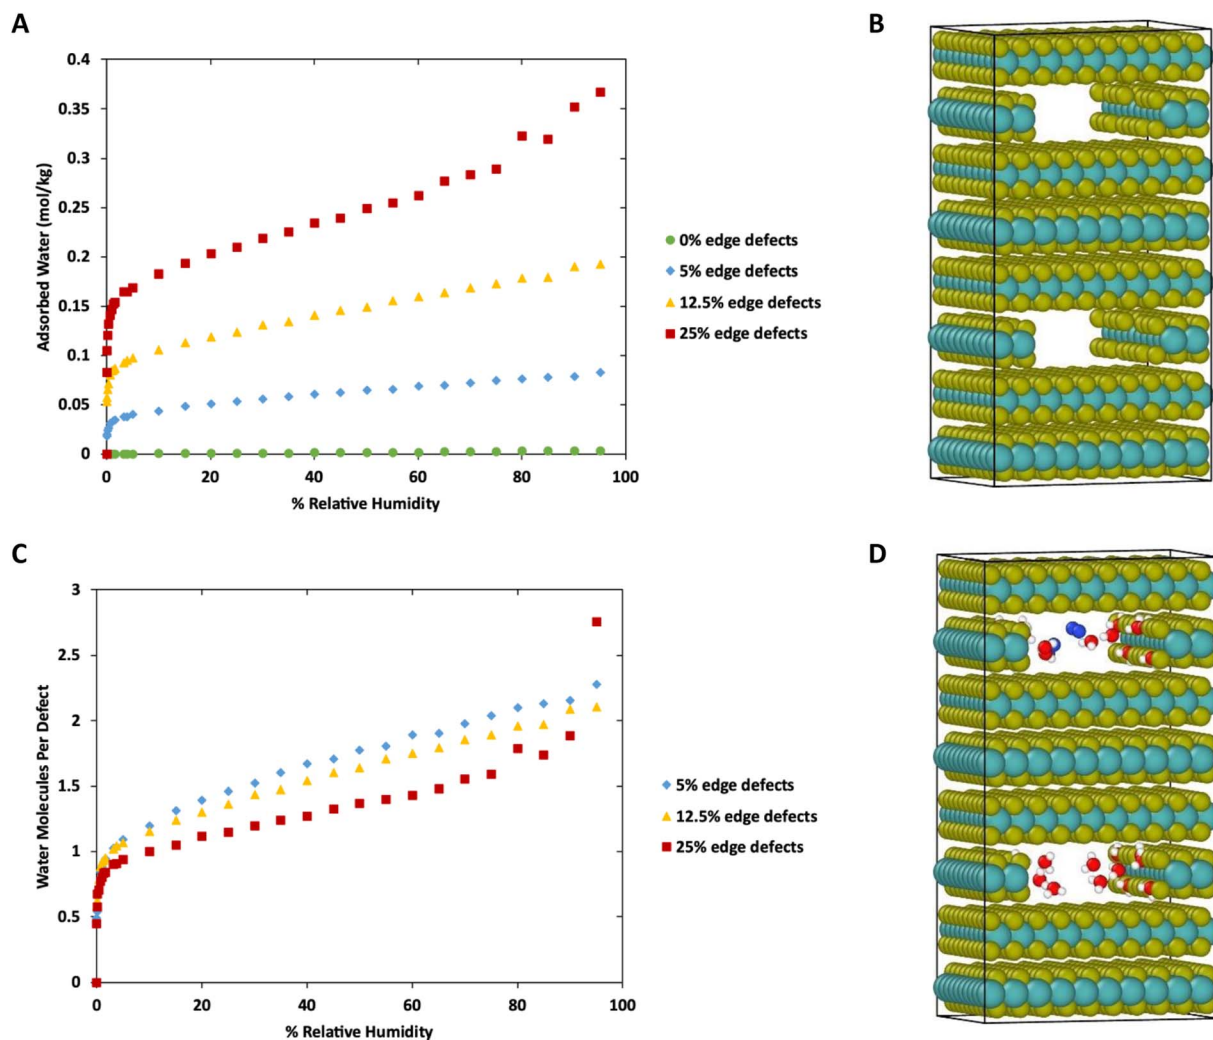 A
B
0.4
0.35
0.3
0.25
0.2
0.15
0.1
0.05
0
Adsorbed Water (mol/kg)
0 20 40 60 80 100
% Relative Humidity
0% edge defects
5% edge defects
12.5% edge defects
25% edge defects
C
D
3
2.5
2
1.5
1
0.5
0
Water Molecules Per Defect
0 20 40 60 80 100
% Relative Humidity
5% edge defects
12.5% edge defects
25% edge defects